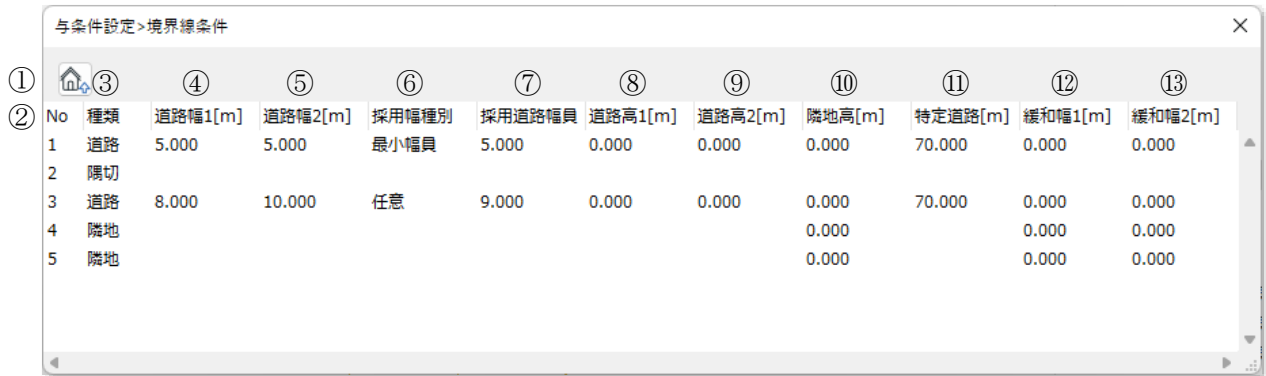 与条件設定>境界線条件
① ③ ④ ⑤ ⑥ ⑦ ⑧ ⑨ ⑩ ⑪ ⑫ ⑬
② No 種類 道路幅1[m] 道路幅2[m] 採用幅種別 採用道路幅員 道路高1[m] 道路高2[m] 隣地高[m] 特定道路[m] 緩和幅1[m] 緩和幅2[m]
1 道路 5.000 5.000 最小幅員 5.000 0.000 0.000 0.000 70.000 0.000 0.000
2 隅切
3 道路 8.000 10.000 任意 9.000 0.000 0.000 0.000 70.000 0.000 0.000
4 隣地 0.000 0.000 0.000
5 隣地 0.000 0.000 0.000